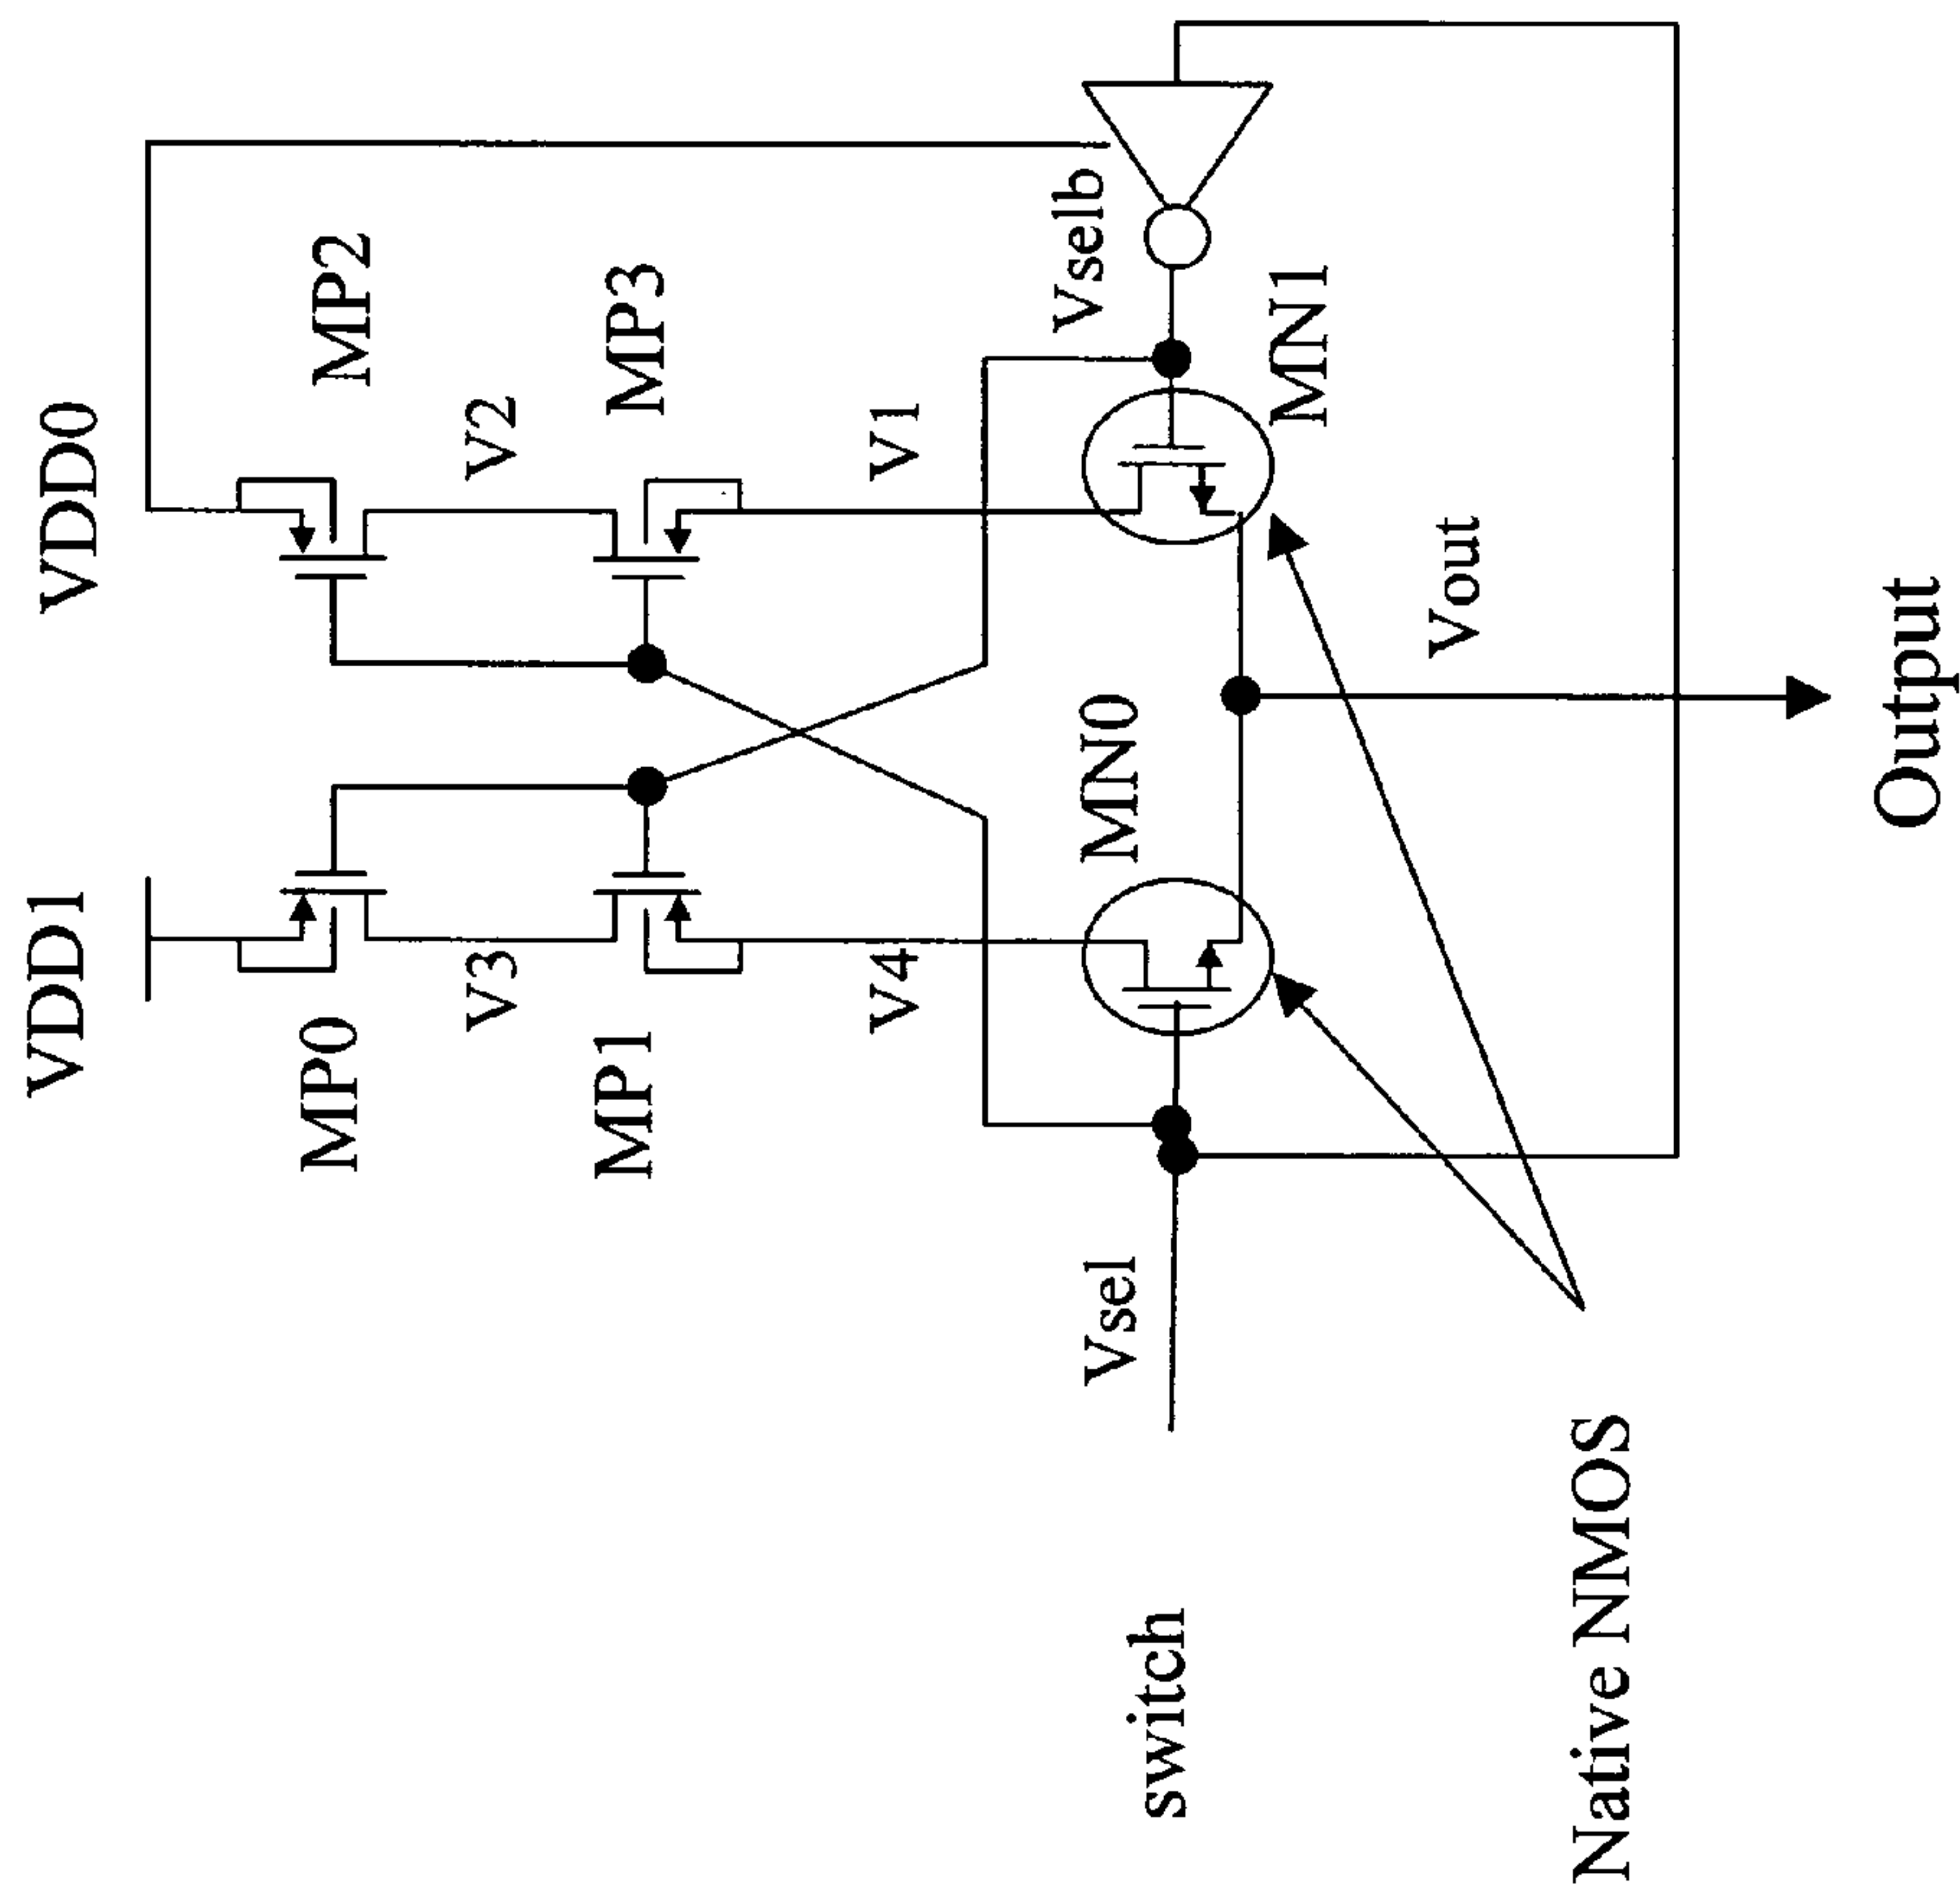 VDD1
VDD0
MP0
MP2
V3
V2
MP1
MP3
V4
V1
switch
Vsel
MN0
Vselb
MN1
Vout
Native NMOS
Output